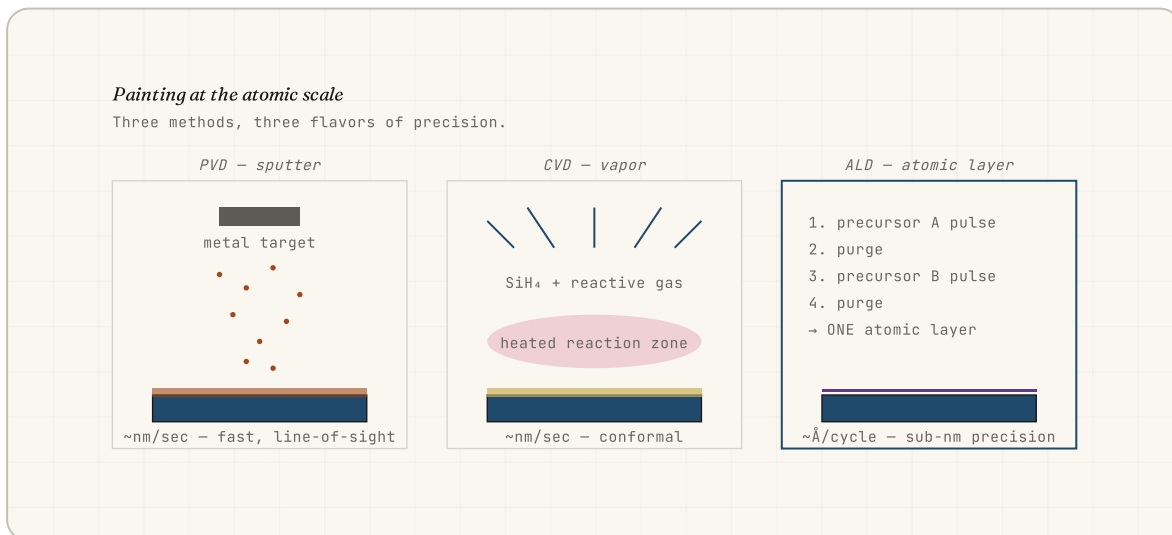 Painting at the atomic scale
Three methods, three flavors of precision.
PVD — sputter
metal target
~nm/sec — fast, line-of-sight
CVD — vapor
SiH₄ + reactive gas
heated reaction zone
~nm/sec — conformal
ALD — atomic layer
1. precursor A pulse
2. purge
3. precursor B pulse
4. purge
→ ONE atomic layer
~Å/cycle — sub-nm precision